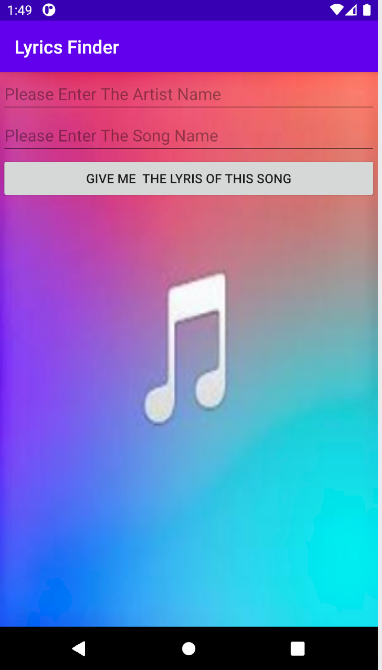 1:49
Lyrics Finder
Please Enter The Artist Name
Please Enter The Song Name
GIVE ME  THE LYRIS OF THIS SONG